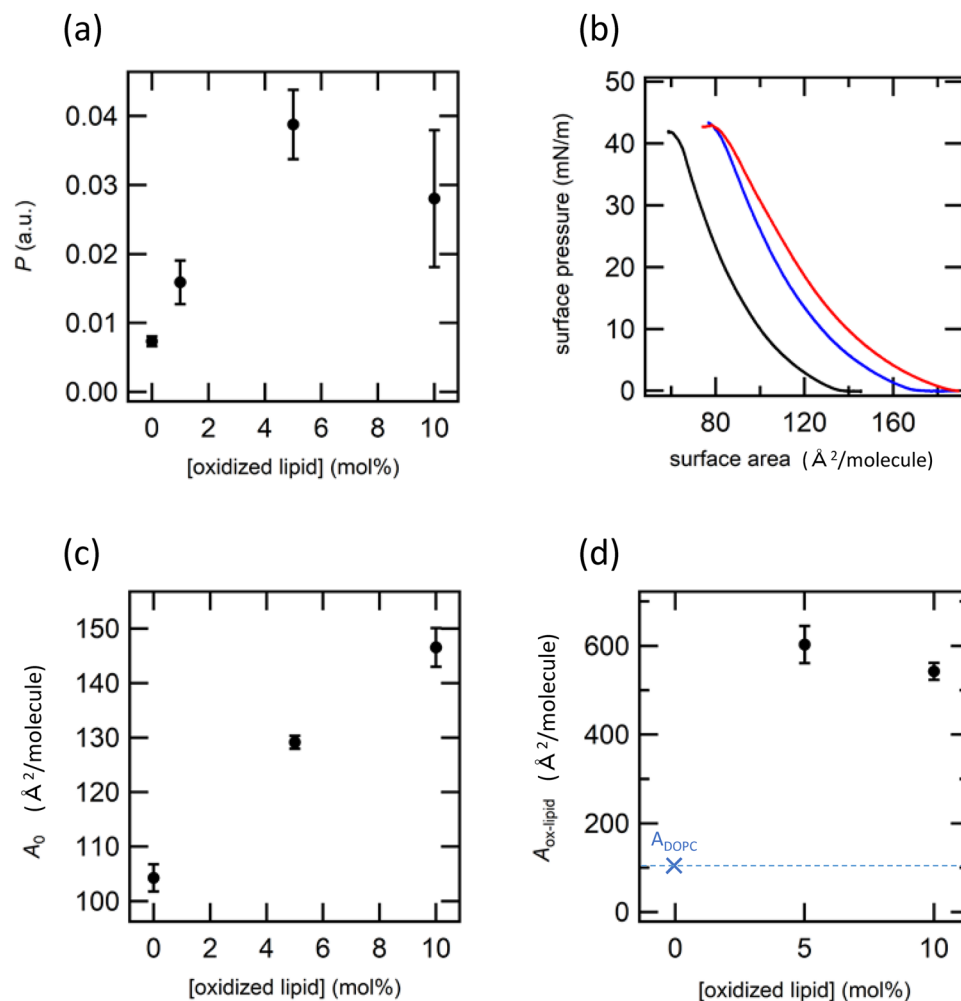 (a)
0.04
0.03
0.02
0.01
0.00
P (a.u.)
0 2 4 6 8 10
[oxidized lipid] (mol%)
(b)
50
40
30
20
10
0
surface pressure (mN/m)
80 120 160
surface area (Å²/molecule)
(c)
150
140
130
120
110
100
A₀ (Å²/molecule)
0 2 4 6 8 10
[oxidized lipid] (mol%)
(d)
600
400
200
0
A_ox-lipid (Å²/molecule)
A_DOPC
0 5 10
[oxidized lipid] (mol%)